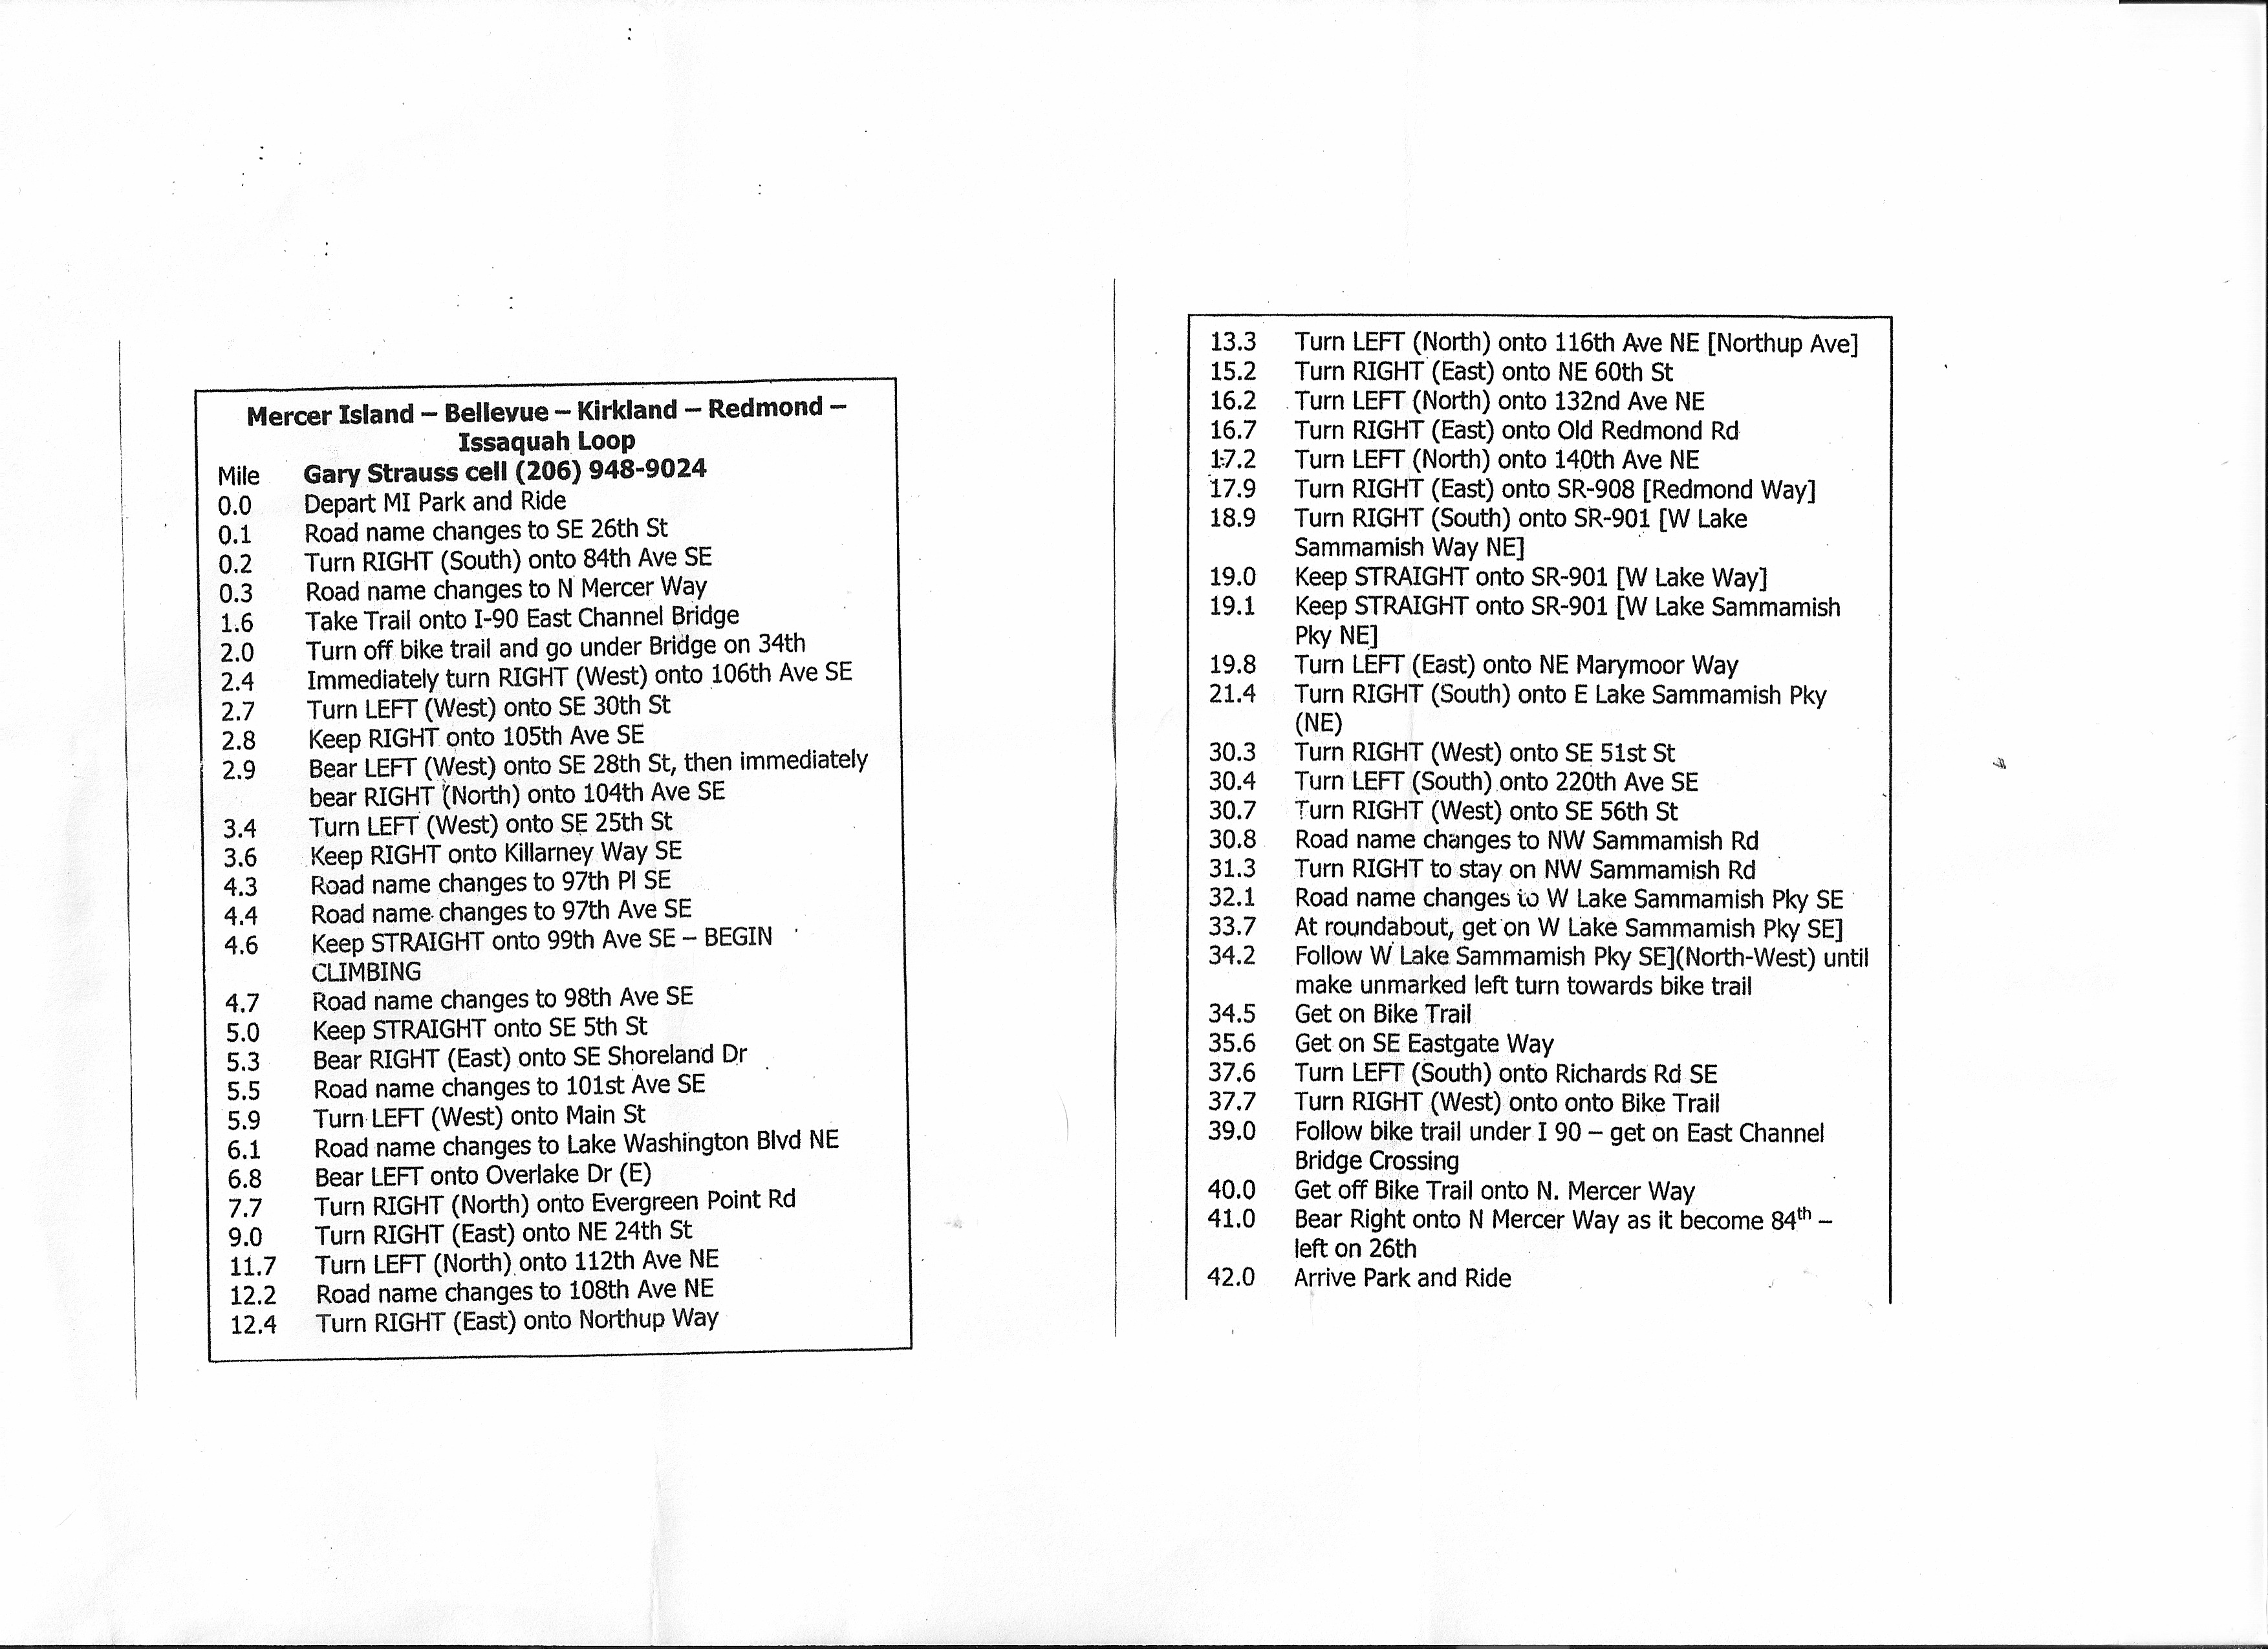 Mercer Island – Bellevue – Kirkland – Redmond –
Issaquah Loop
Mile Gary Strauss cell (206) 948-9024
0.0 Depart MI Park and Ride
0.1 Road name changes to SE 26th St
0.2 Turn RIGHT (South) onto 84th Ave SE
0.3 Road name changes to N Mercer Way
1.6 Take Trail onto I-90 East Channel Bridge
2.0 Turn off bike trail and go under Bridge on 34th
2.4 Immediately turn RIGHT (West) onto 106th Ave SE
2.7 Turn LEFT (West) onto SE 30th St
2.8 Keep RIGHT onto 105th Ave SE
2.9 Bear LEFT (West) onto SE 28th St, then immediately
bear RIGHT (North) onto 104th Ave SE
3.4 Turn LEFT (West) onto SE 25th St
3.6 Keep RIGHT onto Killarney Way SE
4.3 Road name changes to 97th Pl SE
4.4 Road name changes to 97th Ave SE
4.6 Keep STRAIGHT onto 99th Ave SE – BEGIN
CLIMBING
4.7 Road name changes to 98th Ave SE
5.0 Keep STRAIGHT onto SE 5th St
5.3 Bear RIGHT (East) onto SE Shoreland Dr
5.5 Road name changes to 101st Ave SE
5.9 Turn LEFT (West) onto Main St
6.1 Road name changes to Lake Washington Blvd NE
6.8 Bear LEFT onto Overlake Dr (E)
7.7 Turn RIGHT (North) onto Evergreen Point Rd
9.0 Turn RIGHT (East) onto NE 24th St
11.7 Turn LEFT (North) onto 112th Ave NE
12.2 Road name changes to 108th Ave NE
12.4 Turn RIGHT (East) onto Northup Way
13.3 Turn LEFT (North) onto 116th Ave NE [Northup Ave]
15.2 Turn RIGHT (East) onto NE 60th St
16.2 Turn LEFT (North) onto 132nd Ave NE
16.7 Turn RIGHT (East) onto Old Redmond Rd
17.2 Turn LEFT (North) onto 140th Ave NE
17.9 Turn RIGHT (East) onto SR-908 [Redmond Way]
18.9 Turn RIGHT (South) onto SR-901 [W Lake
Sammamish Way NE]
19.0 Keep STRAIGHT onto SR-901 [W Lake Way]
19.1 Keep STRAIGHT onto SR-901 [W Lake Sammamish
Pky NE]
19.8 Turn LEFT (East) onto NE Marymoor Way
21.4 Turn RIGHT (South) onto E Lake Sammamish Pky
(NE)
30.3 Turn RIGHT (West) onto SE 51st St
30.4 Turn LEFT (South) onto 220th Ave SE
30.7 Turn RIGHT (West) onto SE 56th St
30.8 Road name changes to NW Sammamish Rd
31.3 Turn RIGHT to stay on NW Sammamish Rd
32.1 Road name changes to W Lake Sammamish Pky SE
33.7 At roundabout, get on W Lake Sammamish Pky SE]
34.2 Follow W Lake Sammamish Pky SE](North-West) until
make unmarked left turn towards bike trail
34.5 Get on Bike Trail
35.6 Get on SE Eastgate Way
37.6 Turn LEFT (South) onto Richards Rd SE
37.7 Turn RIGHT (West) onto onto Bike Trail
39.0 Follow bike trail under I 90 – get on East Channel
Bridge Crossing
40.0 Get off Bike Trail onto N. Mercer Way
41.0 Bear Right onto N Mercer Way as it become 84th –
left on 26th
42.0 Arrive Park and Ride